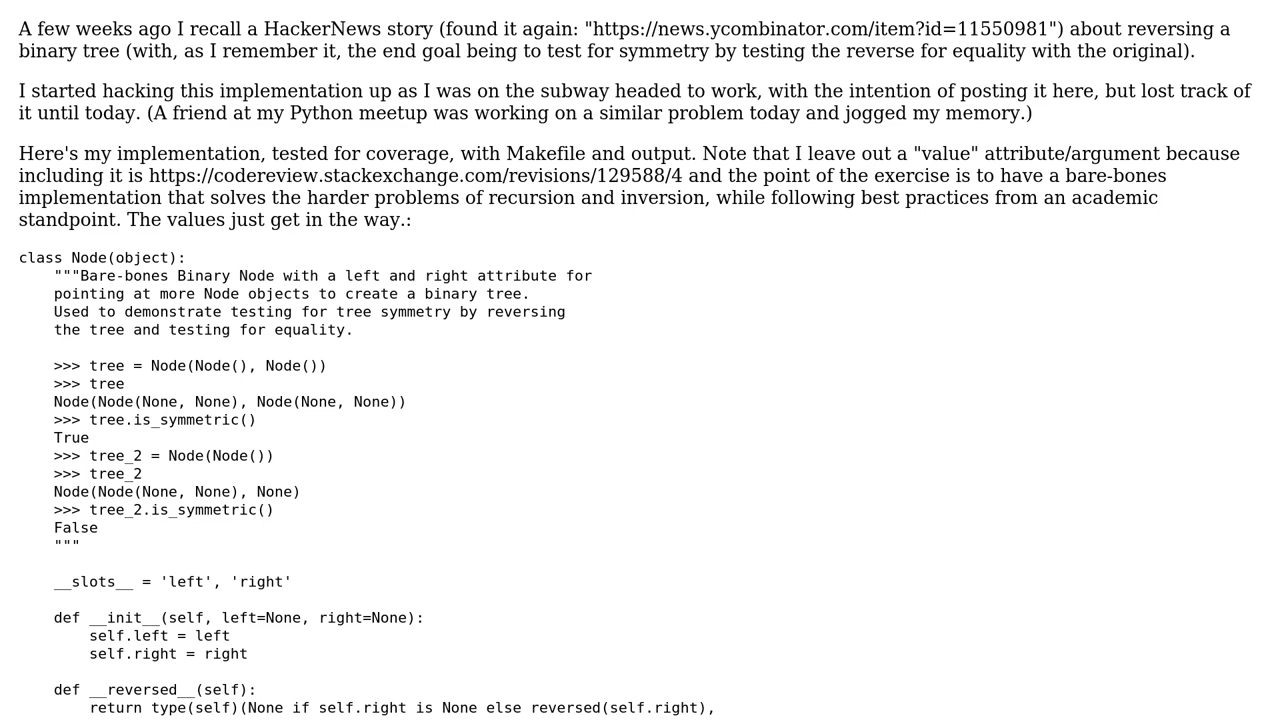 A few weeks ago I recall a HackerNews story (found it again: "https://news.ycombinator.com/item?id=11550981") about reversing a
binary tree (with, as I remember it, the end goal being to test for symmetry by testing the reverse for equality with the original).
I started hacking this implementation up as I was on the subway headed to work, with the intention of posting it here, but lost track of
it until today. (A friend at my Python meetup was working on a similar problem today and jogged my memory.)
Here's my implementation, tested for coverage, with Makefile and output. Note that I leave out a "value" attribute/argument because
including it is https://codereview.stackexchange.com/revisions/129588/4 and the point of the exercise is to have a bare-bones
implementation that solves the harder problems of recursion and inversion, while following best practices from an academic
standpoint. The values just get in the way.:
class Node(object):
    """Bare-bones Binary Node with a left and right attribute for
    pointing at more Node objects to create a binary tree.
    Used to demonstrate testing for tree symmetry by reversing
    the tree and testing for equality.
    >>> tree = Node(Node(), Node())
    >>> tree
    Node(Node(None, None), Node(None, None))
    >>> tree.is_symmetric()
    True
    >>> tree_2 = Node(Node())
    >>> tree_2
    Node(Node(None, None), None)
    >>> tree_2.is_symmetric()
    False
    """
    __slots__ = 'left', 'right'
    def __init__(self, left=None, right=None):
        self.left = left
        self.right = right
    def __reversed__(self):
        return type(self)(None if self.right is None else reversed(self.right),